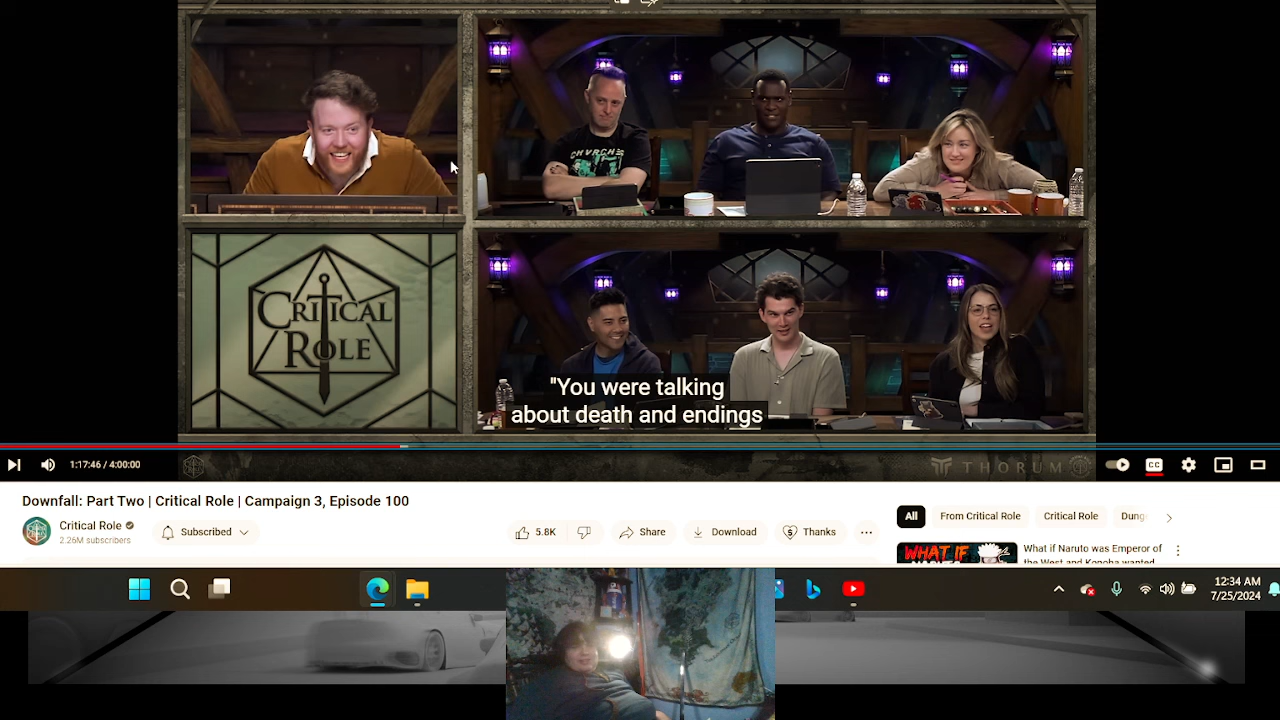 CHVRCHES
CRITICAL
ROLE
"You were talking
about death and endings
1:17:46 / 4:00:00
THORUM
CC
Downfall: Part Two | Critical Role | Campaign 3, Episode 100
Critical Role
2.26M subscribers
Subscribed
5.8K
Share
Download
Thanks
All
From Critical Role
Critical Role
Dung
WHAT IF
What if Naruto was Emperor of
the West and Konoha wanted
12:34 AM
7/25/2024